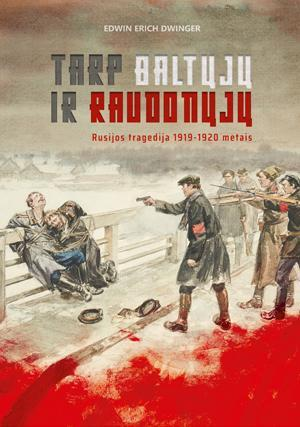 EDWIN ERICH DWINGER
TARP BALTŲJŲ
IR RAUDONŲJŲ
Rusijos tragedija 1919-1920 metais